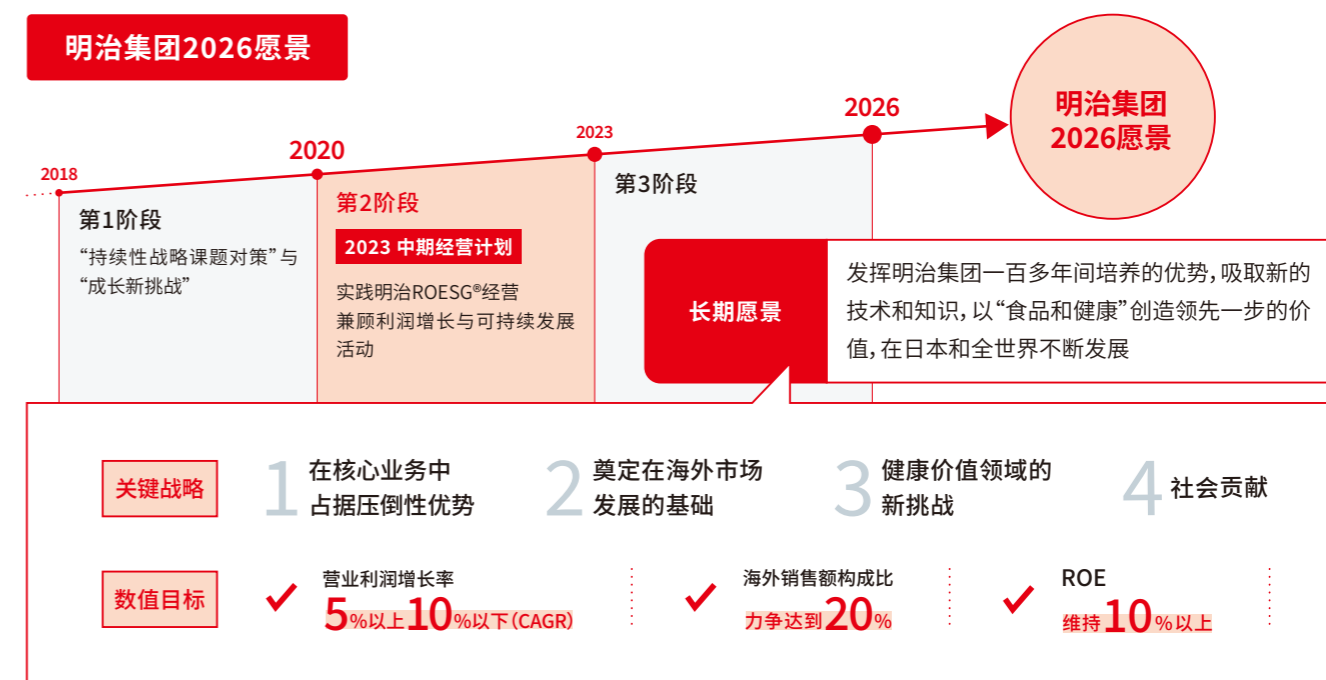 明治集团2026愿景
明治集团
2026愿景
2018
2020
2023
2026
第1阶段
“持续性战略课题对策”与
“成长新挑战”
第2阶段
2023 中期经营计划
实践明治ROESG®经营
兼顾利润增长与可持续发展
活动
第3阶段
长期愿景
发挥明治集团一百多年间培养的优势，吸取新的
技术和知识，以“食品和健康”创造领先一步的价
值，在日本和全世界不断发展
关键战略
1 在核心业务中
占据压倒性优势
2 奠定在海外市场
发展的基础
3 健康价值领域的
新挑战
4 社会贡献
数值目标
营业利润增长率
5%以上10%以下（CAGR）
海外销售额构成比
力争达到20%
ROE
维持10%以上